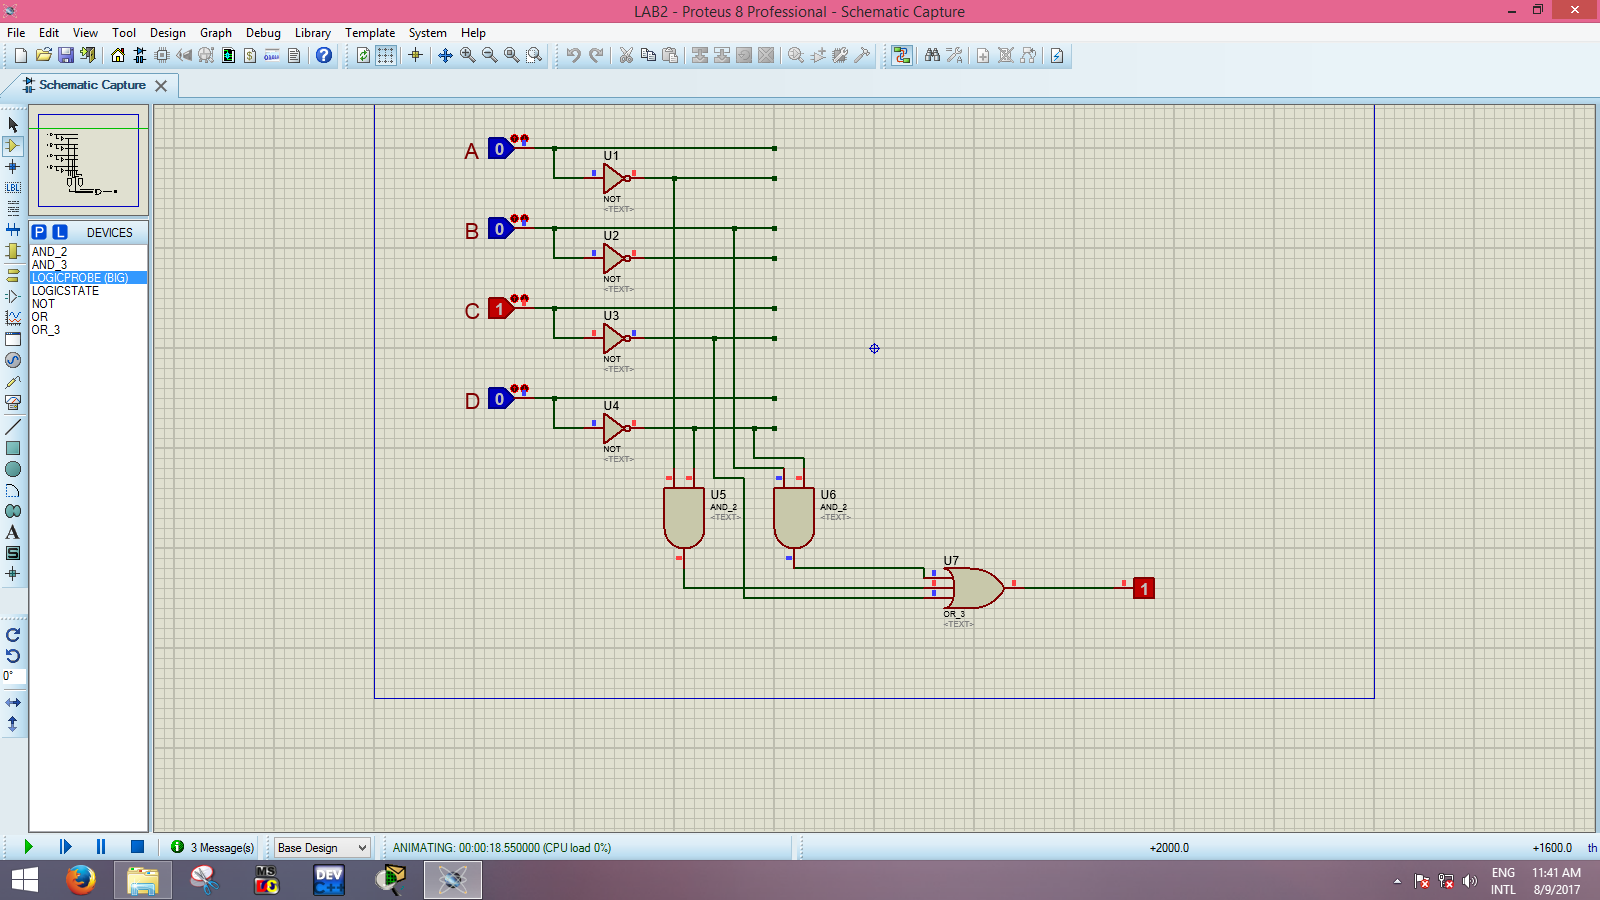 LAB2 - Proteus 8 Professional - Schematic Capture
File Edit View Tool Design Graph Debug Library Template System Help
Schematic Capture
P L DEVICES
AND_2
AND_3
LOGICPROBE (BIG)
LOGICSTATE
NOT
OR
OR_3
LBL
A
S
0°
A 0
U1
NOT
<TEXT>
B 0
U2
NOT
<TEXT>
C 1
U3
NOT
<TEXT>
D 0
U4
NOT
<TEXT>
U5
AND_2
<TEXT>
U6
AND_2
<TEXT>
U7
OR_3
<TEXT>
1
3 Message(s)
Base Design
ANIMATING: 00:00:18.550000 (CPU load 0%)
+2000.0
+1600.0 th
MS
DEV
C++
ENG
INTL
11:41 AM
8/9/2017